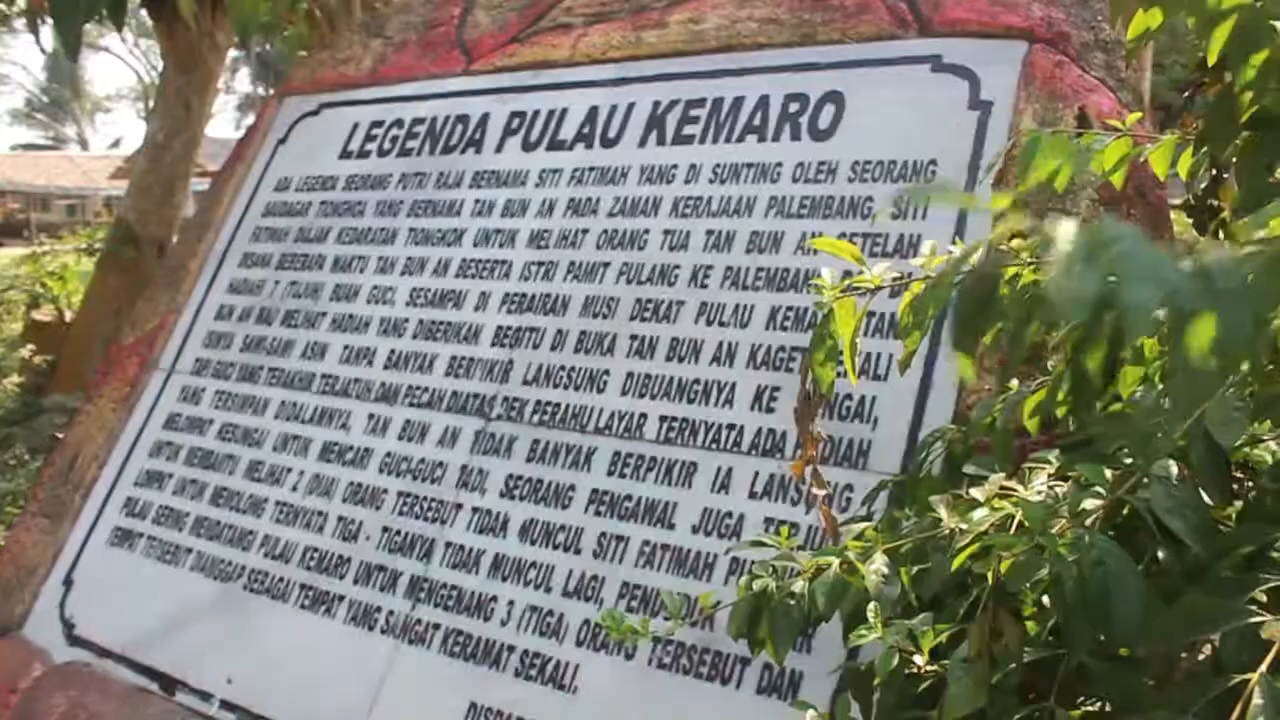 LEGENDA PULAU KEMARO
ADA LEGENDA SEORANG PUTRI RAJA BERNAMA SITI FATIMAH YANG DI SUNTING OLEH SEORANG
SAUDAGAR TIONGHOA YANG BERNAMA TAN BUN AN PADA ZAMAN KERAJAAN PALEMBANG, SITI
FATIMAH DIAJAK KEDARATAN TIONGKOK UNTUK MELIHAT ORANG TUA TAN BUN AN SETELAH
DISANA BEBERAPA WAKTU TAN BUN AN BESERTA ISTRI PAMIT PULANG KE PALEMBANG
HADIAH 7 (TUJUH) BUAH GUCI, SESAMPAI DI PERAIRAN MUSI DEKAT PULAU KEMARO TAN
BUN AN MAU MELIHAT HADIAH YANG DIBERIKAN BEGITU DI BUKA TAN BUN AN KAGET SEKALI
ISINYA SAWI-SAWI ASIN TANPA BANYAK BERPIKIR LANGSUNG DIBUANGNYA KE SUNGAI,
TAPI GUCI YANG TERAKHIR TERJATUH DAN PECAH DIATAS DEK PERAHU LAYAR TERNYATA ADA HADIAH
YANG TERSIMPAN DIDALAMNYA, TAN BUN AN TIDAK BANYAK BERPIKIR IA LANSUNG
MELOMPAT KESUNGAI UNTUK MENCARI GUCI-GUCI TADI, SEORANG PENGAWAL JUGA TERJUN
UNTUK MEMBANTU MELIHAT 2 (DUA) ORANG TERSEBUT TIDAK MUNCUL SITI FATIMAH PUN
LOMPAT UNTUK MENOLONG TERNYATA TIGA - TIGANYA TIDAK MUNCUL LAGI, PENDUDUK
PULAU SERING MENDATANGI PULAU KEMARO UNTUK MENGENANG 3 (TIGA) ORANG TERSEBUT DAN
TEMPAT TERSEBUT DIANGGAP SEBAGAI TEMPAT YANG SANGAT KERAMAT SEKALI.